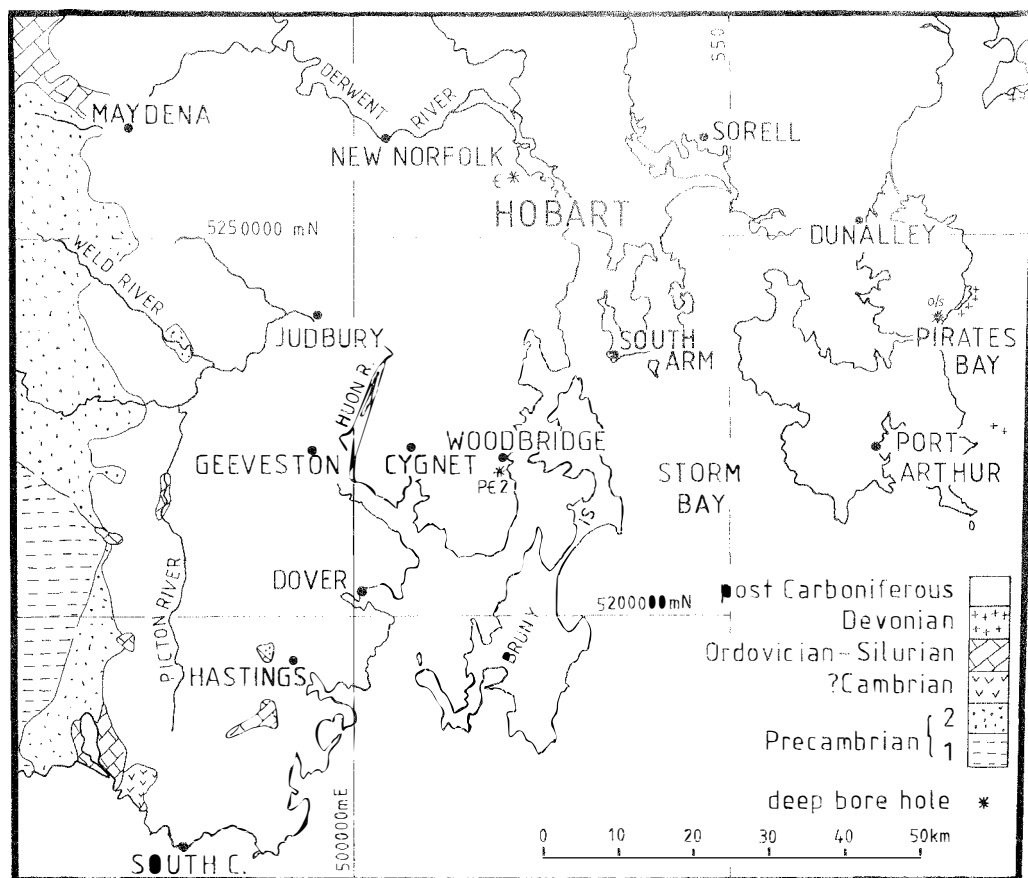 550
DERWENT
RIVER
MAYDENA
SORELL
NEW NORFOLK
€
HOBART
5250000 mN
DUNALLEY
WELD RIVER
O/S
JUDBURY
SOUTH
ARM
PIRATES
BAY
HUON R.
GEEVESTON
CYGNET
WOODBRIDGE
P€2
STORM
BAY
PORT
ARTHUR
IS
PICTON RIVER
DOVER
5200000mN
BRUNY
HASTINGS
500000mE
SOUTH C.
post Carboniferous
Devonian
Ordovician-Silurian
?Cambrian
Precambrian { 2
1
deep bore hole *
0 10 20 30 40 50km